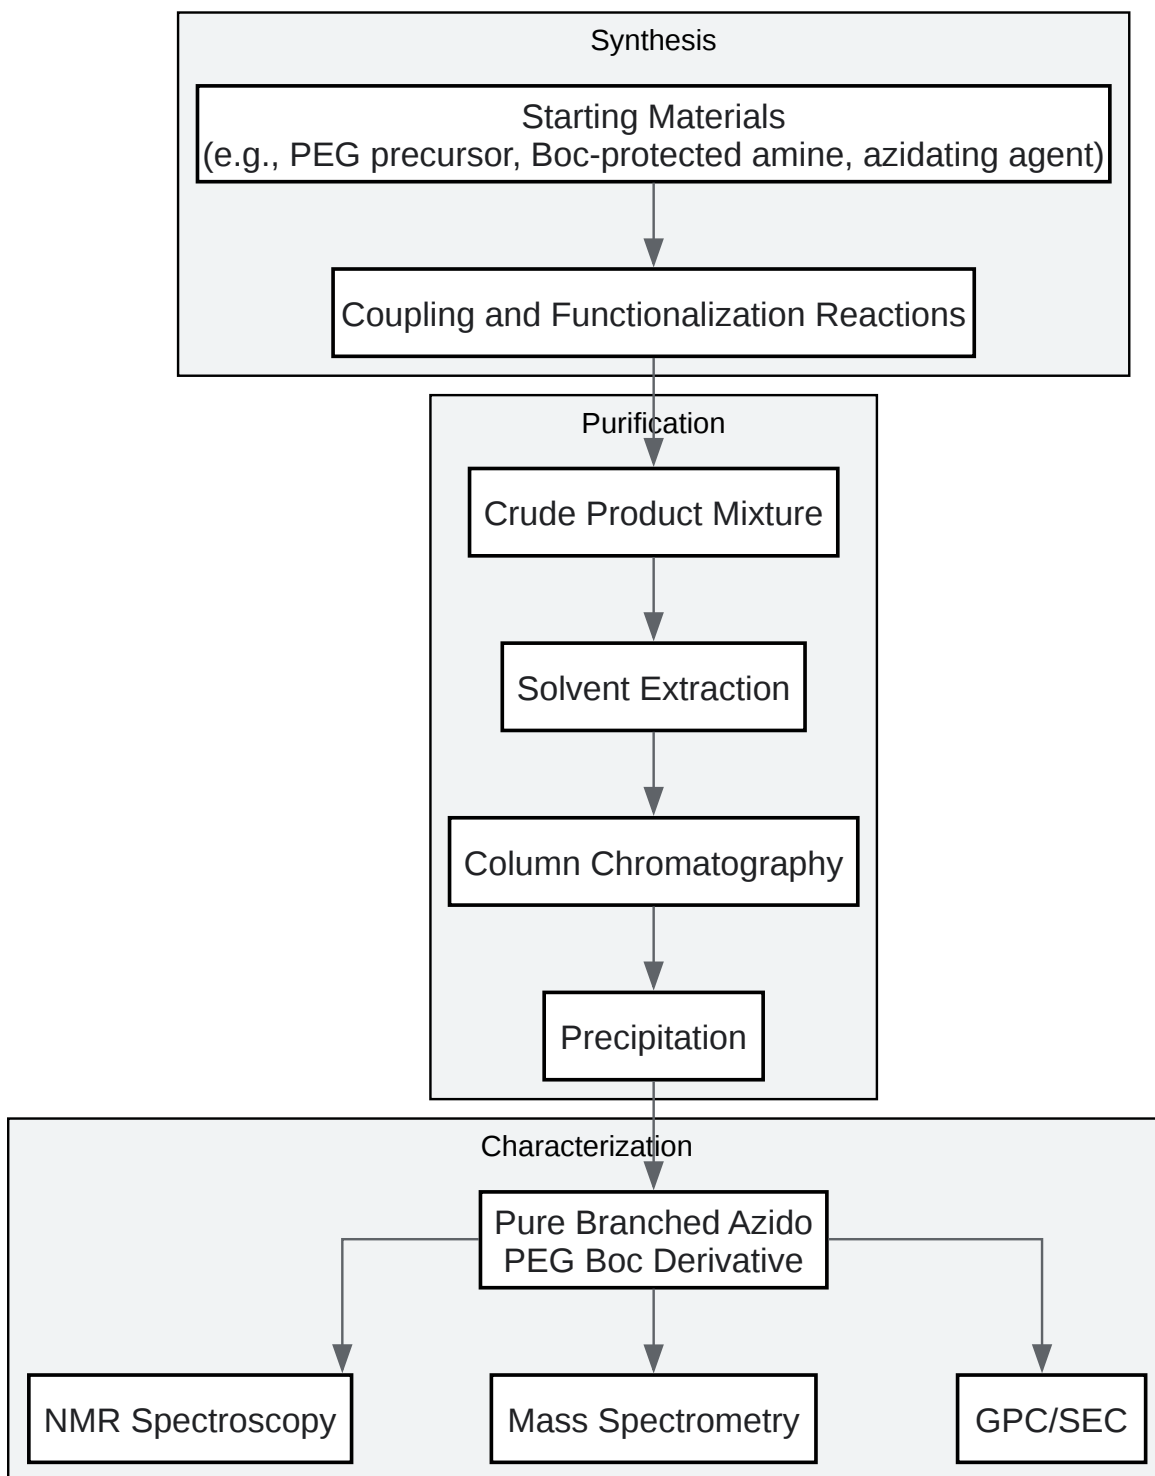 Synthesis
Starting Materials
(e.g., PEG precursor, Boc-protected amine, azidating agent)
Coupling and Functionalization Reactions
Purification
Crude Product Mixture
Solvent Extraction
Column Chromatography
Precipitation
Characterization
Pure Branched Azido
PEG Boc Derivative
NMR Spectroscopy
Mass Spectrometry
GPC/SEC